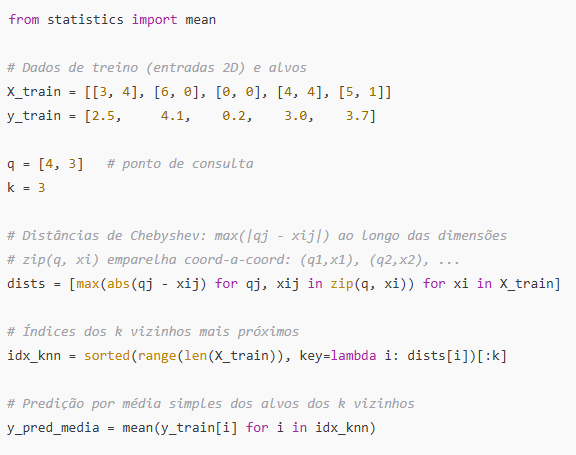 from statistics import mean
# Dados de treino (entradas 2D) e alvos
X_train = [[3, 4], [6, 0], [0, 0], [4, 4], [5, 1]]
y_train = [2.5,     4.1,    0.2,    3.0,    3.7]
q = [4, 3]   # ponto de consulta
k = 3
# Distâncias de Chebyshev: max(|qj - xij|) ao longo das dimensões
# zip(q, xi) emparelha coord-a-coord: (q1,x1), (q2,x2), ...
dists = [max(abs(qj - xij) for qj, xij in zip(q, xi)) for xi in X_train]
# Índices dos k vizinhos mais próximos
idx_knn = sorted(range(len(X_train)), key=lambda i: dists[i])[:k]
# Predição por média simples dos alvos dos k vizinhos
y_pred_media = mean(y_train[i] for i in idx_knn)